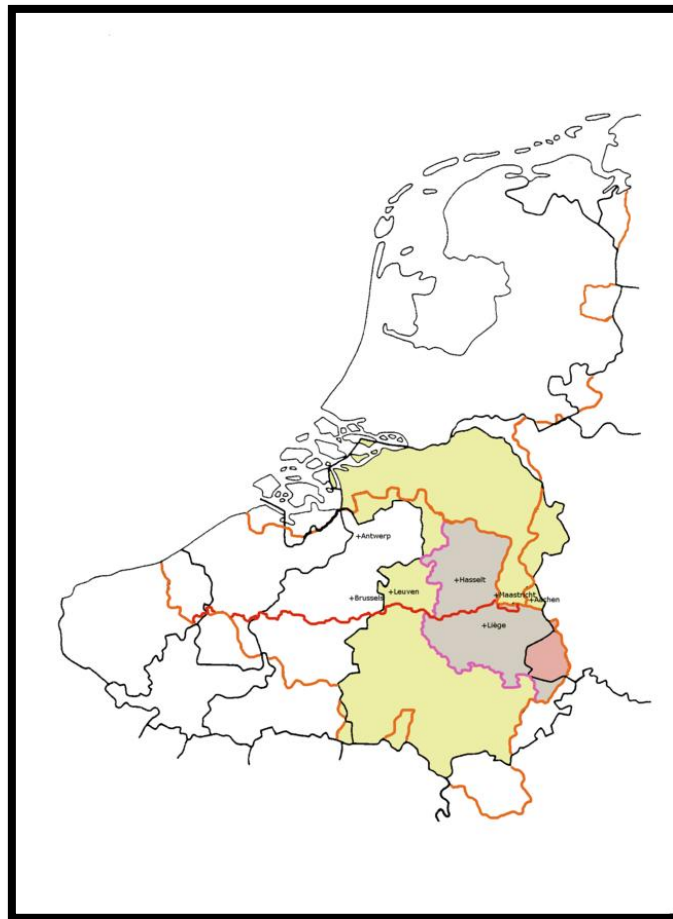 +Antwerp
+Hasselt
+Leuven
+Maastricht
+Brussels
+Aachen
+Liège